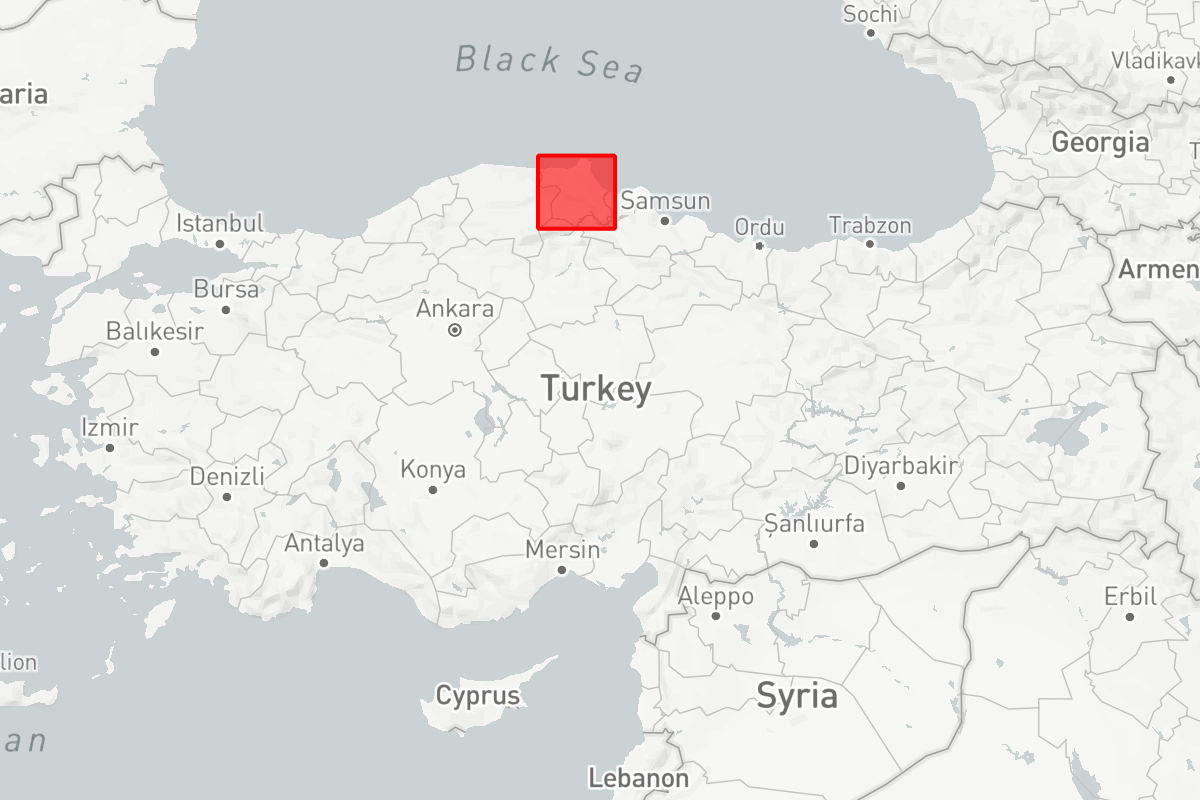 Sochi
Black Sea
Vladikavk
aria
Georgia
T
Samsun
Istanbul
Ordu
Trabzon
Armen
Bursa
Ankara
Balıkesir
Turkey
Izmir
Konya
Diyarbakir
Denizli
Şanlıurfa
Antalya
Mersin
Aleppo
Erbil
lion
Cyprus
Syria
an
Lebanon